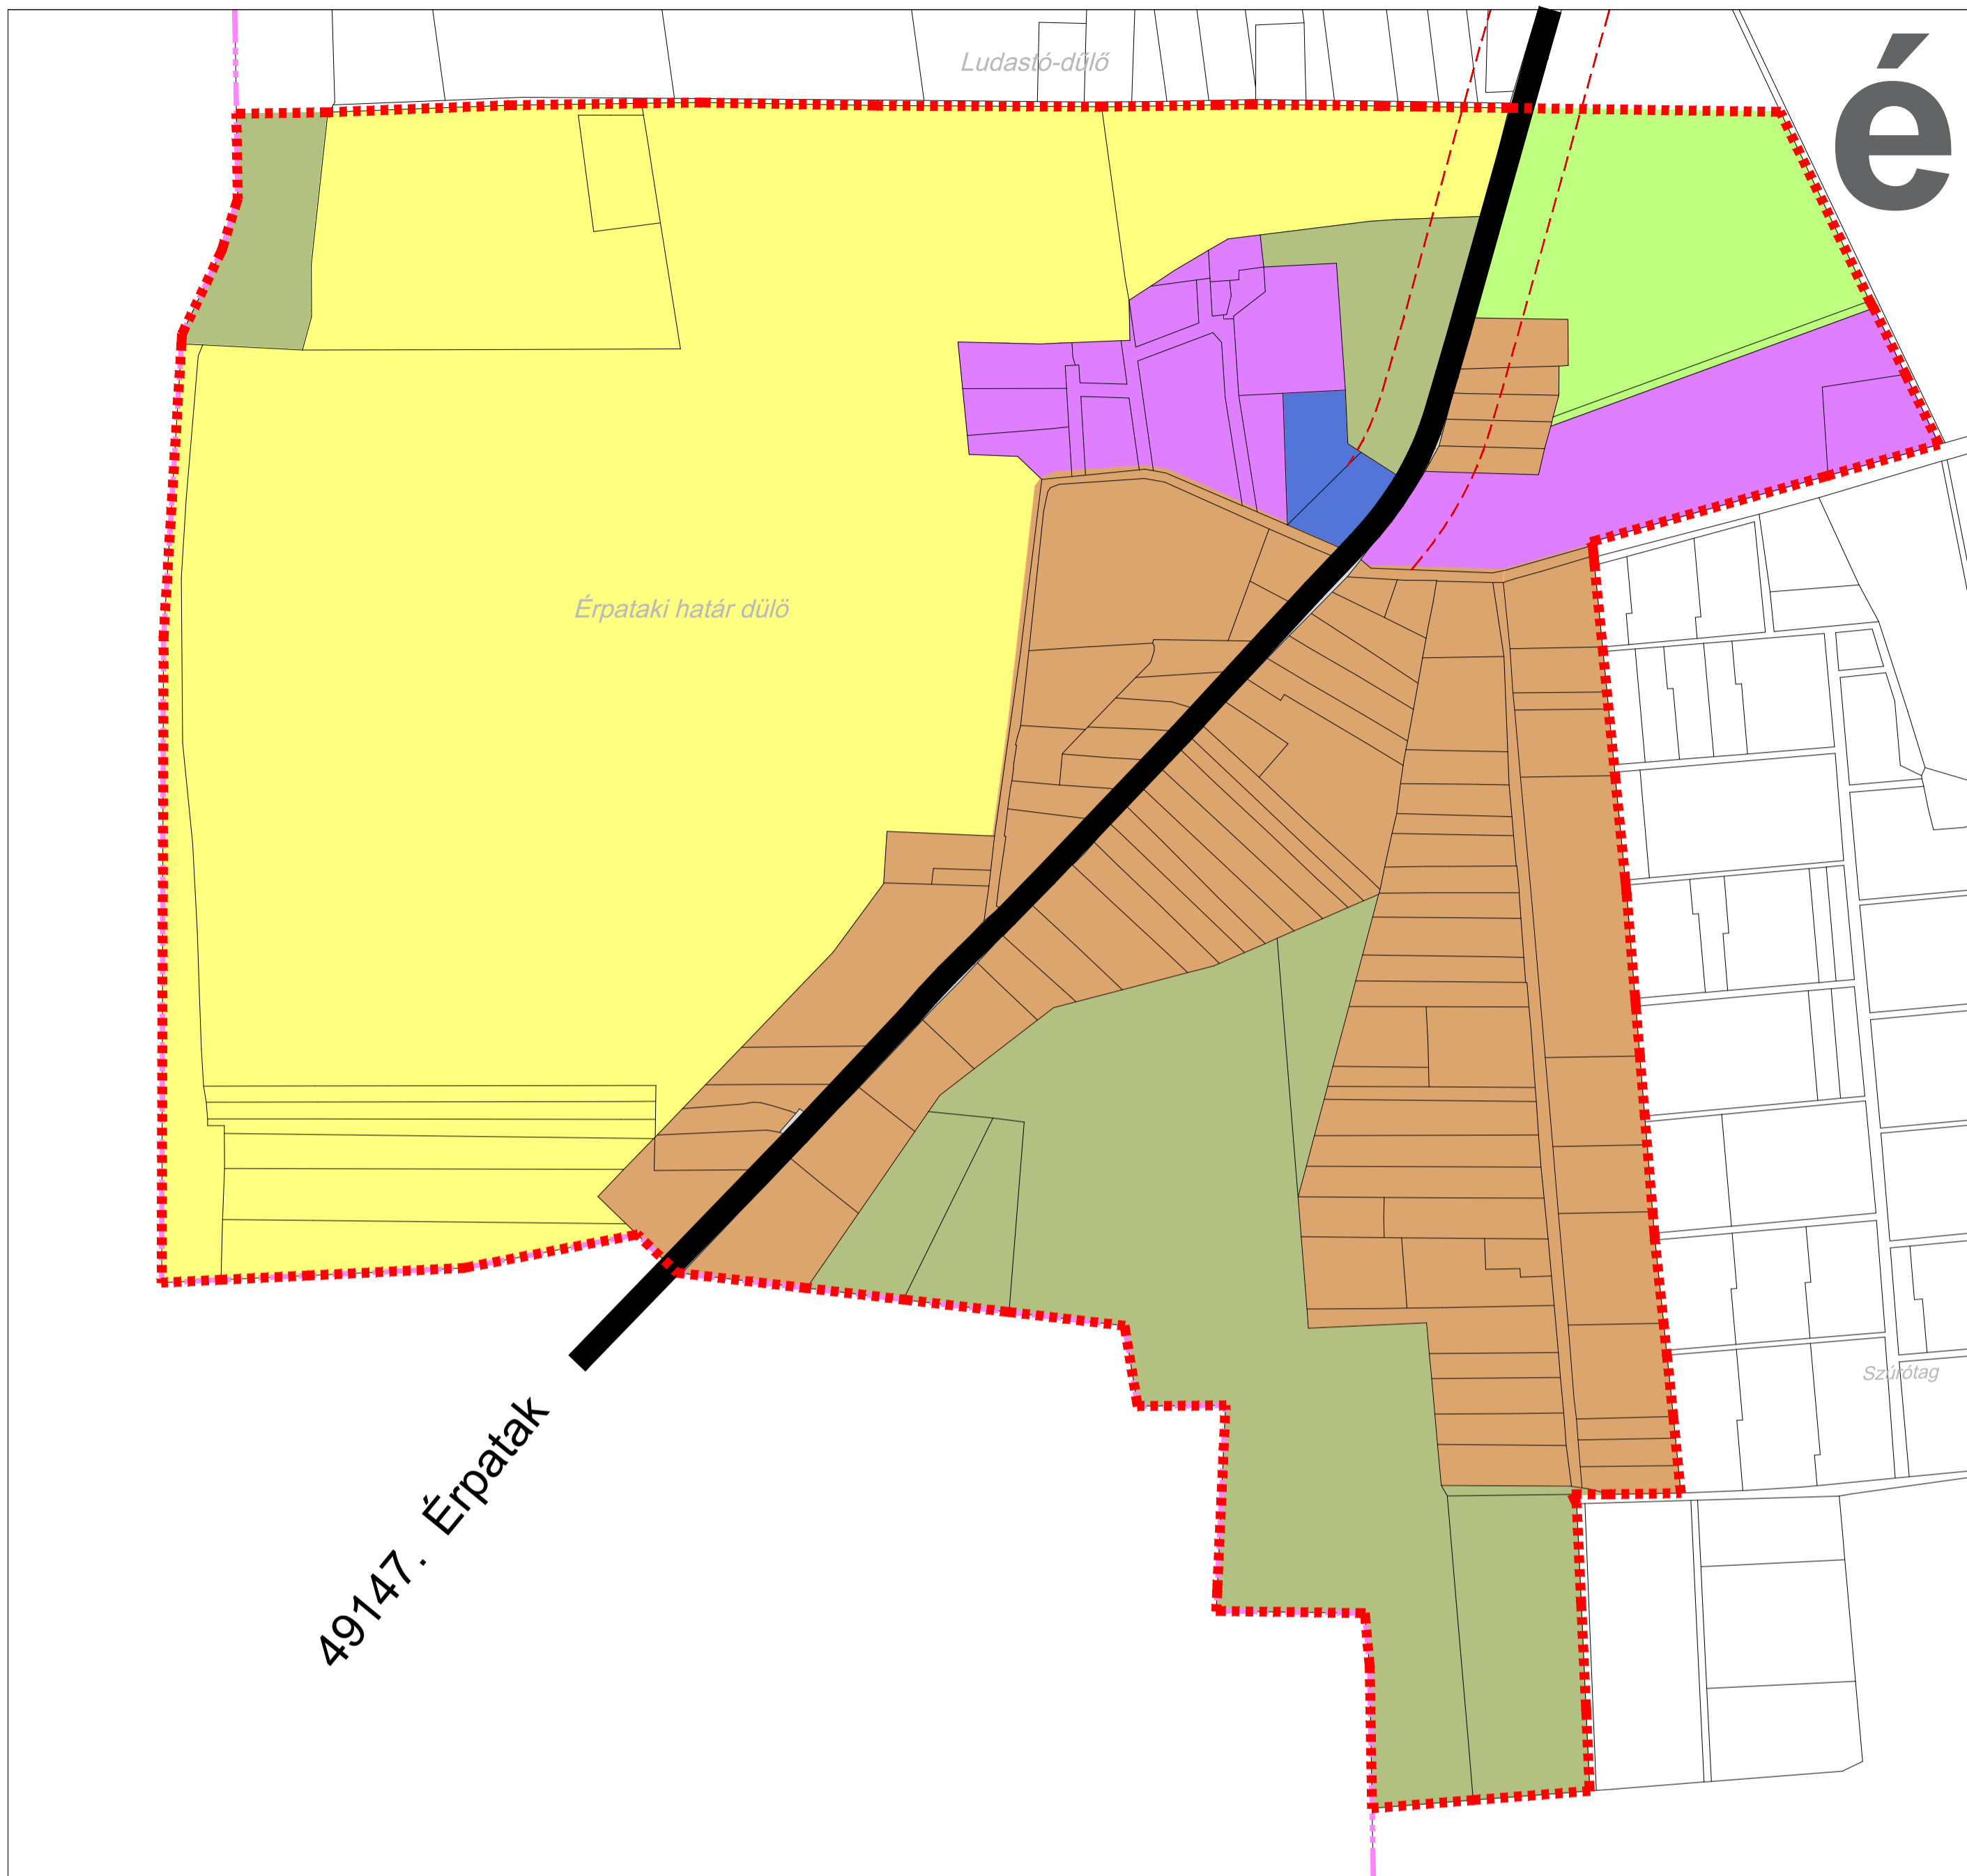 Ludastó-dűlő
é
Érpataki határ dülö
Szúrótag
49147. Érpatak